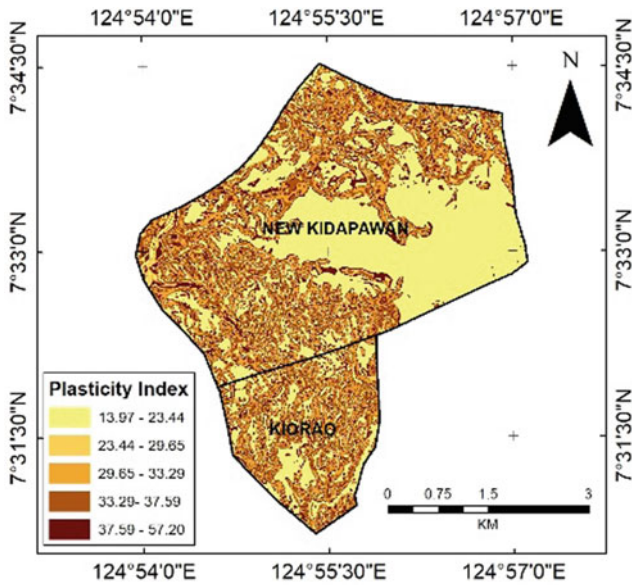 124°54'0"E 124°55'30"E 124°57'0"E
7°34'30"N 7°34'30"N
N
NEW KIDAPAWAN
7°33'0"N 7°33'0"N
Plasticity Index
13.97 - 23.44
23.44 - 29.65
29.65 - 33.29
33.29- 37.59
37.59 - 57.20
KIORAO
7°31'30"N 7°31'30"N
0 0.75 1.5 3
KM
124°54'0"E 124°55'30"E 124°57'0"E